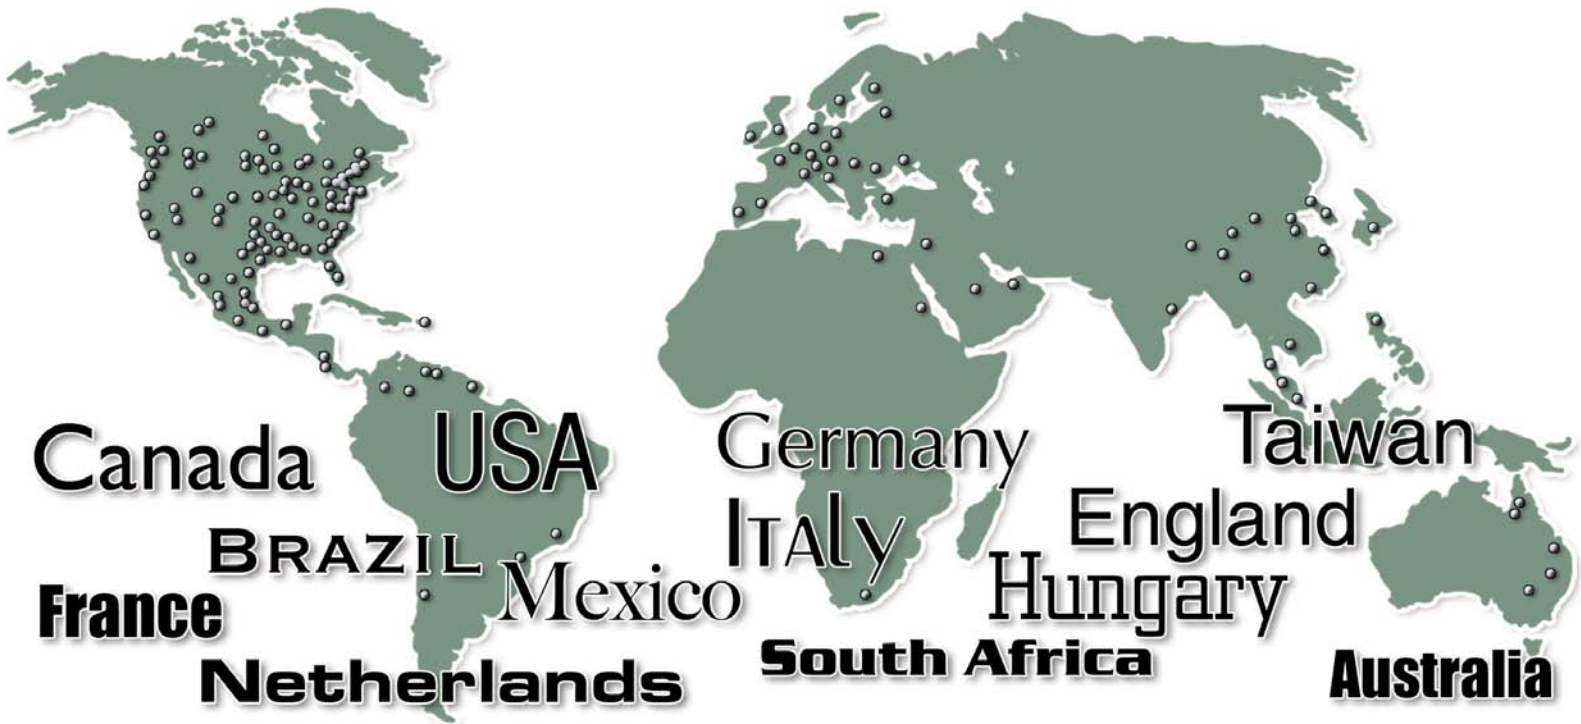 Canada
USA
Germany
Taiwan
Brazil
Italy
England
France
Mexico
Hungary
Netherlands
South Africa
Australia